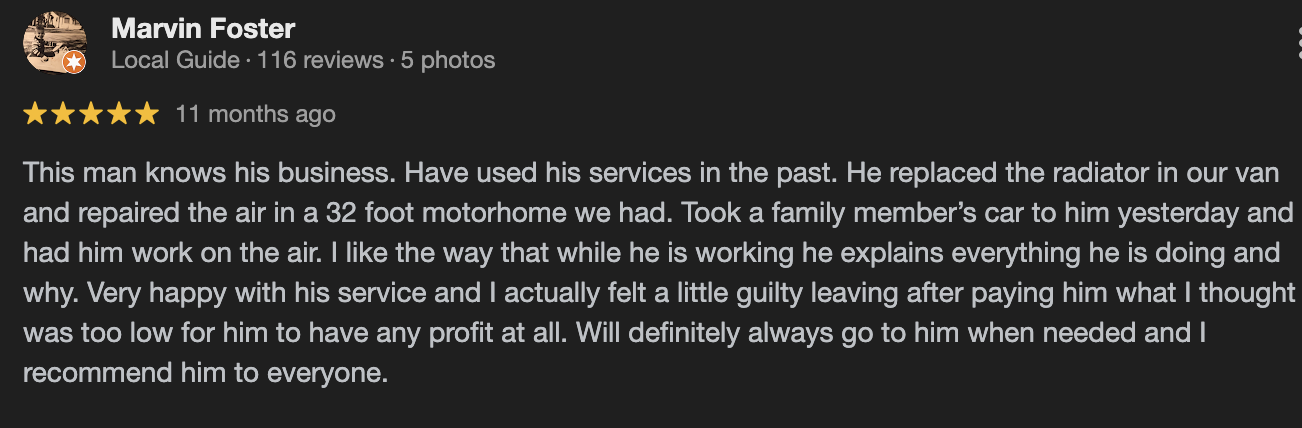 Marvin Foster
Local Guide · 116 reviews · 5 photos
11 months ago
This man knows his business. Have used his services in the past. He replaced the radiator in our van
and repaired the air in a 32 foot motorhome we had. Took a family member’s car to him yesterday and
had him work on the air. I like the way that while he is working he explains everything he is doing and
why. Very happy with his service and I actually felt a little guilty leaving after paying him what I thought
was too low for him to have any profit at all. Will definitely always go to him when needed and I
recommend him to everyone.